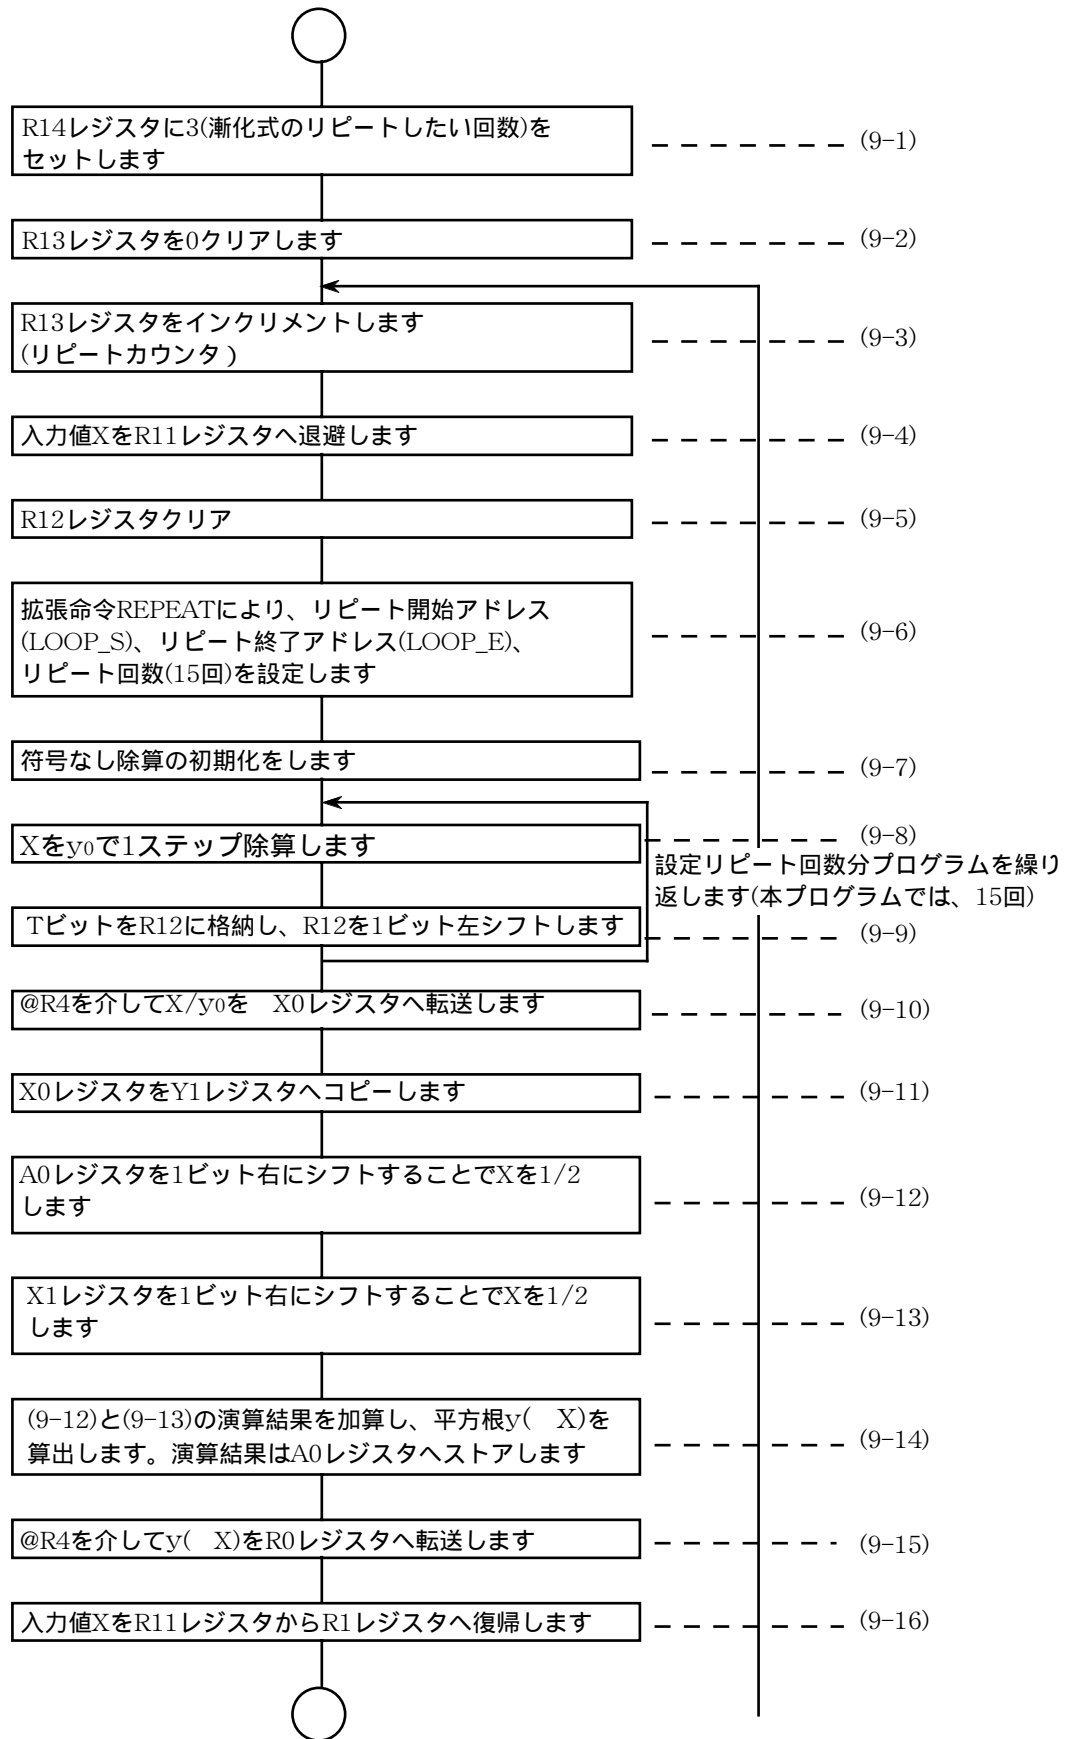 R14レジスタに3(漸化式のリピートしたい回数)を
セットします
(9-1)
R13レジスタを0クリアします
(9-2)
R13レジスタをインクリメントします
(リピートカウンタ )
(9-3)
入力値XをR11レジスタへ退避します
(9-4)
R12レジスタクリア
(9-5)
拡張命令REPEATにより、リピート開始アドレス
(LOOP_S)、リピート終了アドレス(LOOP_E)、
リピート回数(15回)を設定します
(9-6)
符号なし除算の初期化をします
(9-7)
Xをy0で1ステップ除算します
(9-8)
設定リピート回数分プログラムを繰り
返します(本プログラムでは、15回)
TビットをR12に格納し、R12を1ビット左シフトします
(9-9)
@R4を介してX/y0を　X0レジスタへ転送します
(9-10)
X0レジスタをY1レジスタへコピーします
(9-11)
A0レジスタを1ビット右にシフトすることでXを1/2
します
(9-12)
X1レジスタを1ビット右にシフトすることでXを1/2
します
(9-13)
(9-12)と(9-13)の演算結果を加算し、平方根y(　X)を
算出します。演算結果はA0レジスタへストアします
(9-14)
@R4を介してy(　X)をR0レジスタへ転送します
(9-15)
入力値XをR11レジスタからR1レジスタへ復帰します
(9-16)